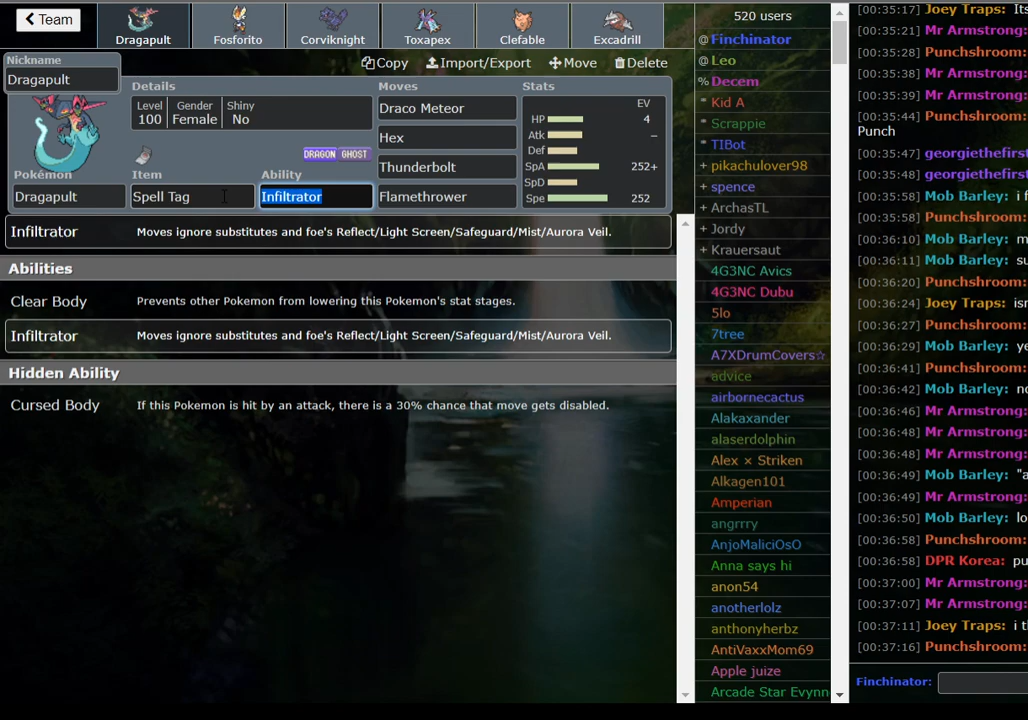 Team
Dragapult
Fosforito
Corviknight
Toxapex
Clefable
Excadrill
Nickname
Dragapult
Copy
Import/Export
Move
Delete
Details
Level
100
Gender
Female
Shiny
No
DRAGON GHOST
Pokémon
Dragapult
Item
Spell Tag
Ability
Infiltrator
Moves
Draco Meteor
Hex
Thunderbolt
Flamethrower
Stats
EV
HP 4
Atk –
Def
SpA 252+
SpD
Spe 252
Infiltrator Moves ignore substitutes and foe's Reflect/Light Screen/Safeguard/Mist/Aurora Veil.
Abilities
Clear Body Prevents other Pokemon from lowering this Pokemon's stat stages.
Infiltrator Moves ignore substitutes and foe's Reflect/Light Screen/Safeguard/Mist/Aurora Veil.
Hidden Ability
Cursed Body If this Pokemon is hit by an attack, there is a 30% chance that move gets disabled.
520 users
@ Finchinator
@ Leo
% Decem
* Kid A
* Scrappie
* TIBot
+ pikachulover98
+ spence
+ ArchasTL
+ Jordy
+ Krauersaut
4G3NC Avics
4G3NC Dubu
5lo
7tree
A7XDrumCovers☆
advice
airbornecactus
Alakaxander
alaserdolphin
Alex × Striken
Alkagen101
Amperian
angrrry
AnjoMaliciOsO
Anna says hi
anon54
anotherlolz
anthonyherbz
AntiVaxxMom69
Apple juize
Arcade Star Evynn
[00:35:17] Joey Traps: Its
[00:35:21] Mr Armstrong:
[00:35:28] Punchshroom:
[00:35:38] Mr Armstrong:
[00:35:39] Mr Armstrong:
[00:35:44] Punchshroom:
Punch
[00:35:47] georgiethefirst
[00:35:48] georgiethefirst
[00:35:58] Mob Barley: i f
[00:35:58] Punchshroom:
[00:36:10] Mob Barley: m
[00:36:11] Mob Barley: su
[00:36:20] Punchshroom:
[00:36:24] Joey Traps: isn
[00:36:27] Punchshroom:
[00:36:29] Mob Barley: ye
[00:36:41] Punchshroom:
[00:36:42] Mob Barley: no
[00:36:46] Mr Armstrong:
[00:36:48] Mr Armstrong:
[00:36:48] Mr Armstrong:
[00:36:49] Mob Barley: "a
[00:36:49] Mr Armstrong:
[00:36:50] Mob Barley: lo
[00:36:58] Punchshroom:
[00:36:58] DPR Korea: pu
[00:37:00] Mr Armstrong:
[00:37:07] Mr Armstrong:
[00:37:11] Joey Traps: i th
[00:37:16] Punchshroom:
Finchinator: